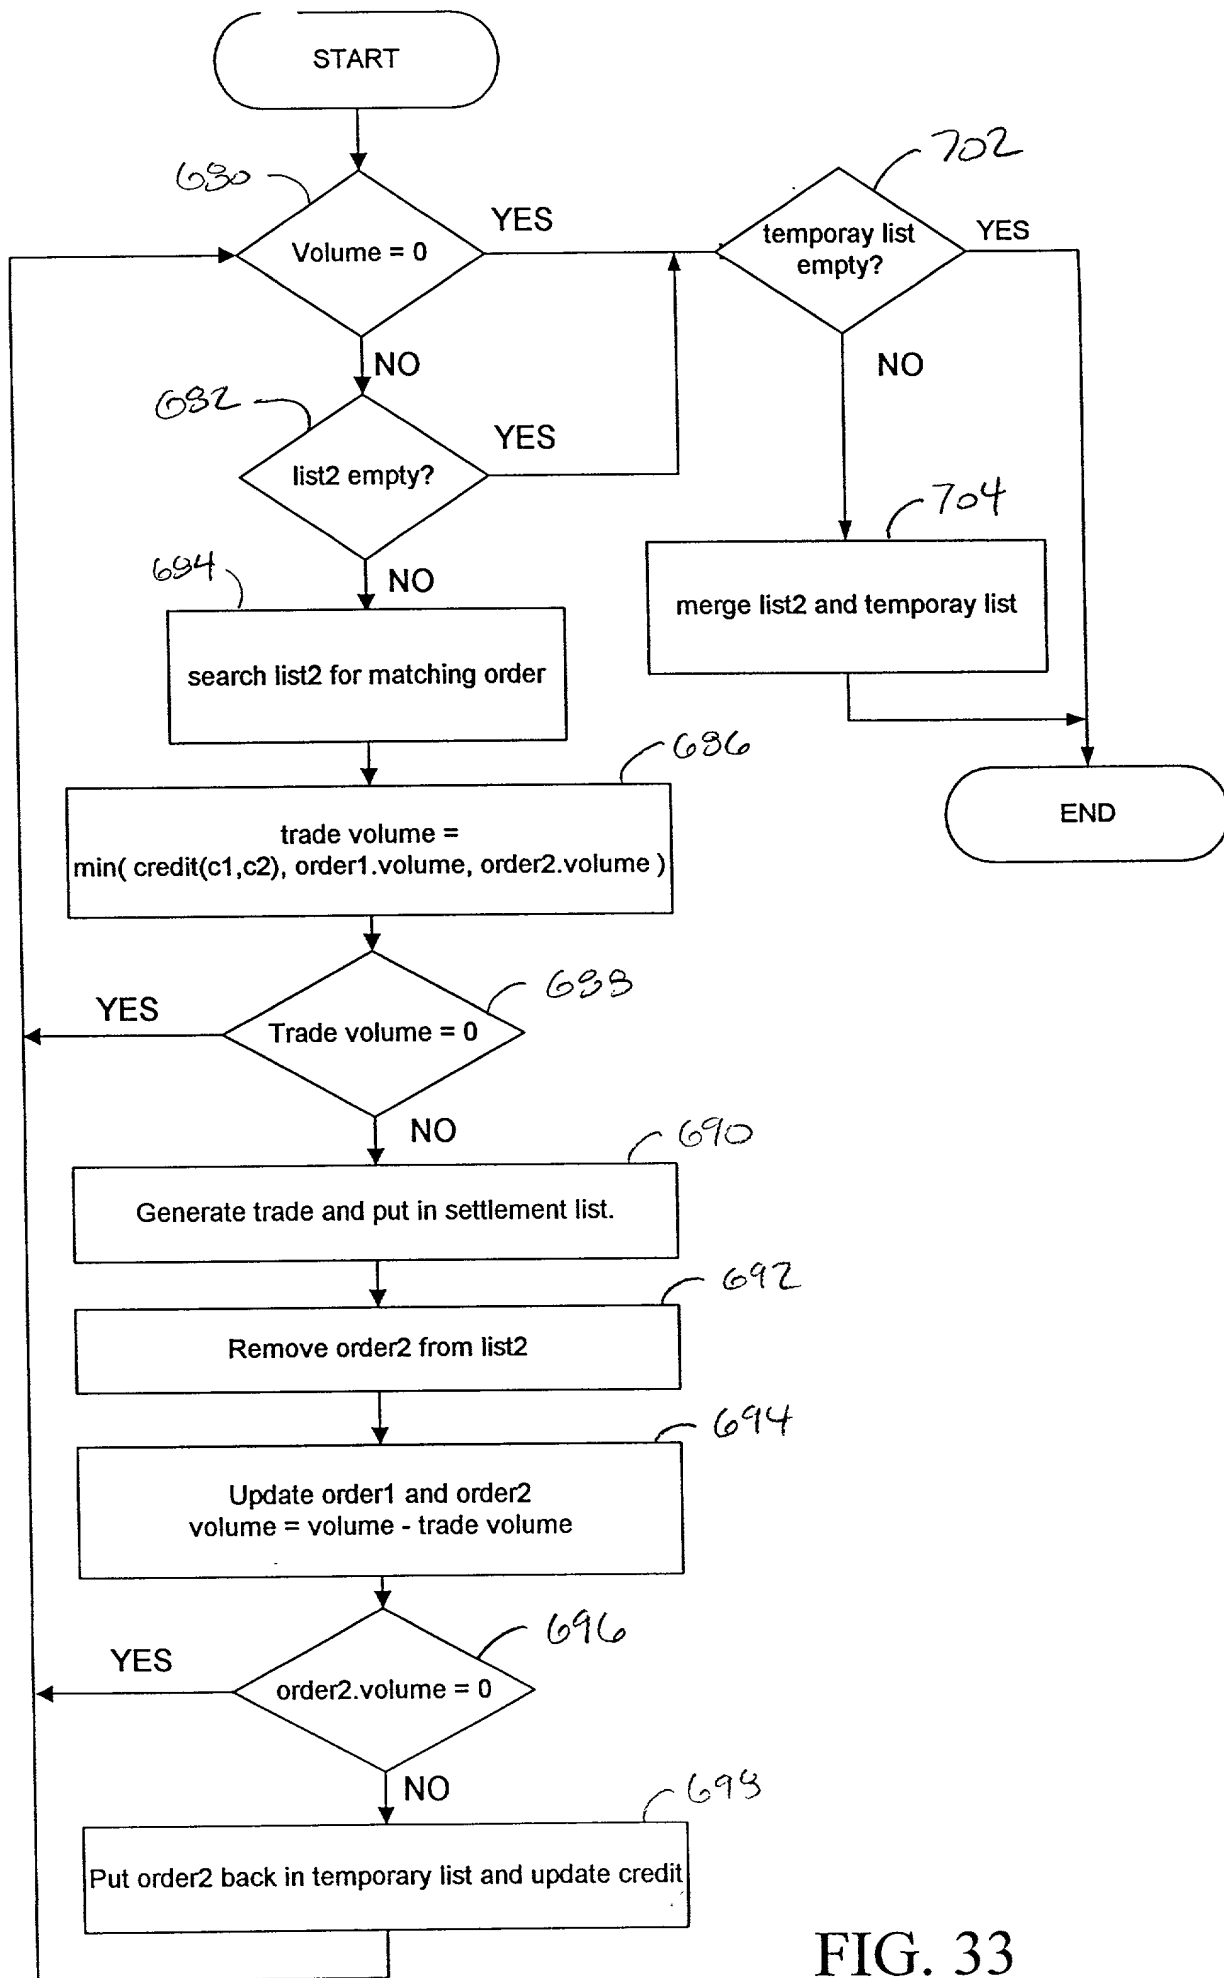 START
680
Volume = 0
YES
702
temporay list
empty?
YES
NO
NO
682
list2 empty?
YES
NO
704
merge list2 and temporay list
684
search list2 for matching order
686
trade volume =
min( credit(c1,c2), order1.volume, order2.volume )
END
688
YES
Trade volume = 0
NO
690
Generate trade and put in settlement list.
692
Remove order2 from list2
694
Update order1 and order2
volume = volume - trade volume
696
YES
order2.volume = 0
NO
698
Put order2 back in temporary list and update credit
FIG. 33